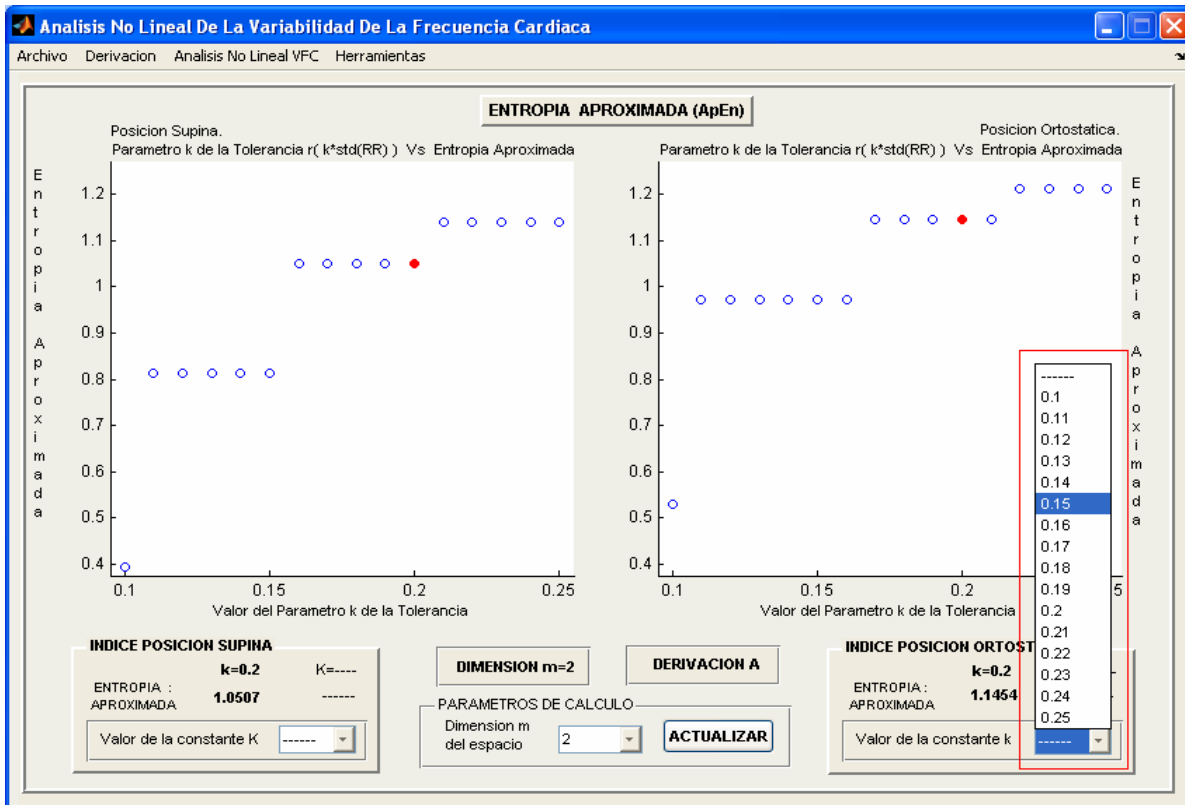 Analisis No Lineal De La Variabilidad De La Frecuencia Cardiaca
Archivo Derivacion Analisis No Lineal VFC Herramientas
ENTROPIA APROXIMADA (ApEn)
Posicion Supina.
Parametro k de la Tolerancia r( k*std(RR) ) Vs Entropia Aproximada
Entropia Aproximada
1.2
1.1
1
0.9
0.8
0.7
0.6
0.5
0.4
0.1 0.15 0.2 0.25
Valor del Parametro k de la Tolerancia
Posicion Ortostatica.
Parametro k de la Tolerancia r( k*std(RR) ) Vs Entropia Aproximada
1.2
1.1
1
0.9
0.8
0.7
0.6
0.5
0.4
0.1 0.15 0.2 5
Valor del Parametro k de la Tolerancia
Entropia Aproximada
------
0.1
0.11
0.12
0.13
0.14
0.15
0.16
0.17
0.18
0.19
0.2
0.21
0.22
0.23
0.24
0.25
INDICE POSICION SUPINA
k=0.2 K=----
ENTROPIA :
APROXIMADA 1.0507 ------
Valor de la constante K ------
DIMENSION m=2
DERIVACION A
PARAMETROS DE CALCULO
Dimension m
del espacio 2 ACTUALIZAR
INDICE POSICION ORTOST
k=0.2
ENTROPIA :
APROXIMADA 1.1454
Valor de la constante k ------